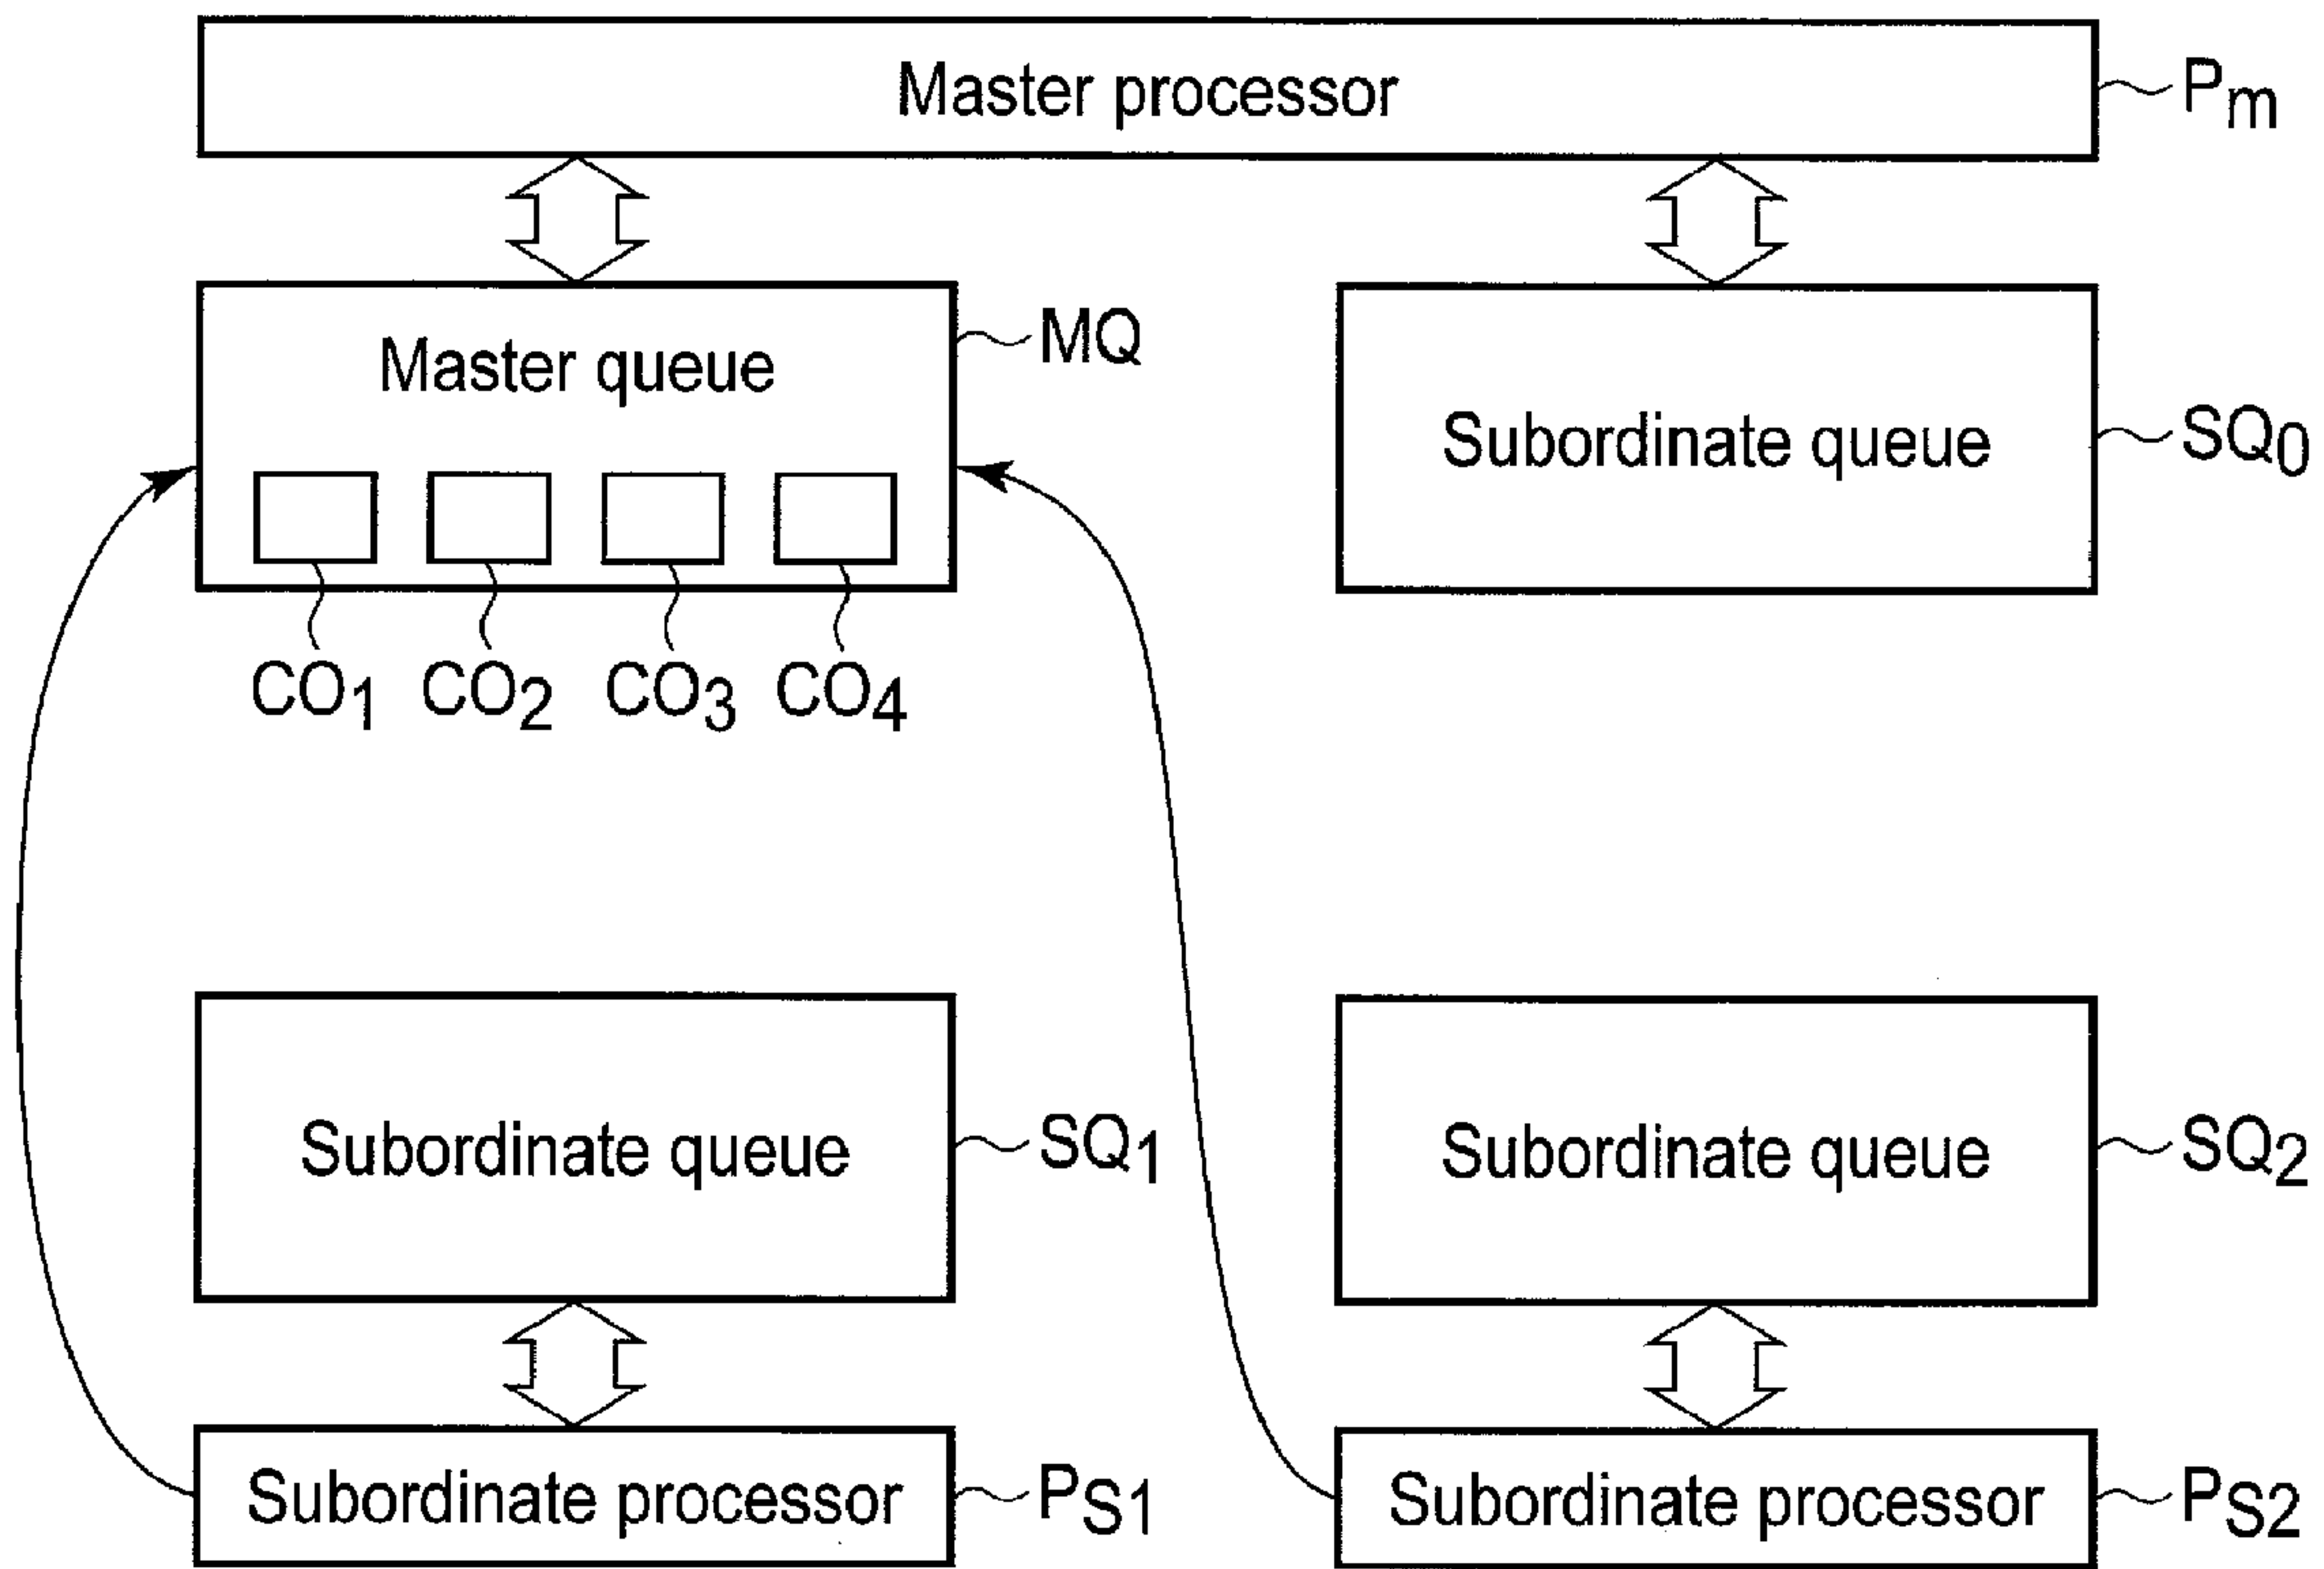 Master processor
Pm
Master queue
MQ
Subordinate queue
SQ0
CO1 CO2 CO3 CO4
Subordinate queue
SQ1
Subordinate queue
SQ2
Subordinate processor
PS1
Subordinate processor
PS2